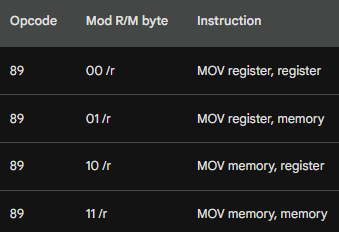 Opcode Mod R/M byte Instruction
89 00 /r MOV register, register
89 01 /r MOV register, memory
89 10 /r MOV memory, register
89 11 /r MOV memory, memory